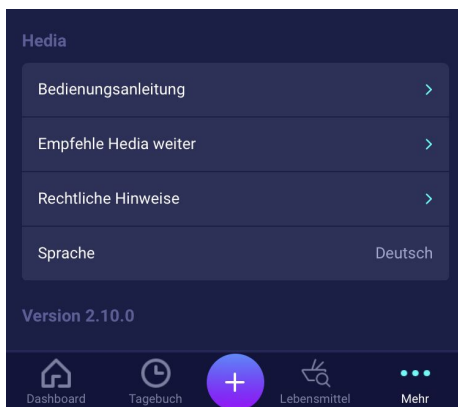 Hedia
Bedienungsanleitung
Empfehle Hedia weiter
Rechtliche Hinweise
Sprache Deutsch
Version 2.10.0
Dashboard Tagebuch Lebensmittel Mehr